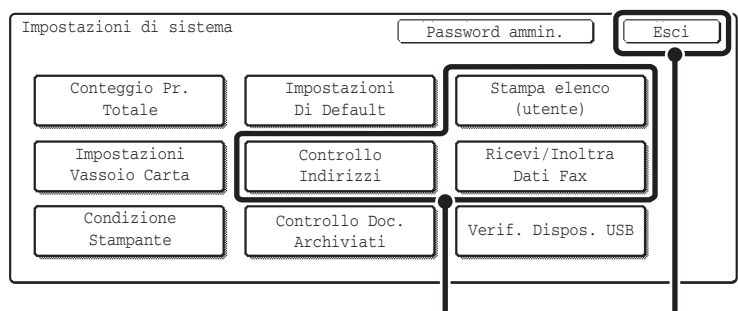 Impostazioni di sistema
Password ammin.
Esci
Conteggio Pr.
Totale
Impostazioni
Di Default
Stampa elenco
(utente)
Impostazioni
Vassoio Carta
Controllo
Indirizzi
Ricevi/Inoltra
Dati Fax
Condizione
Stampante
Controllo Doc.
Archiviati
Verif. Dispos. USB